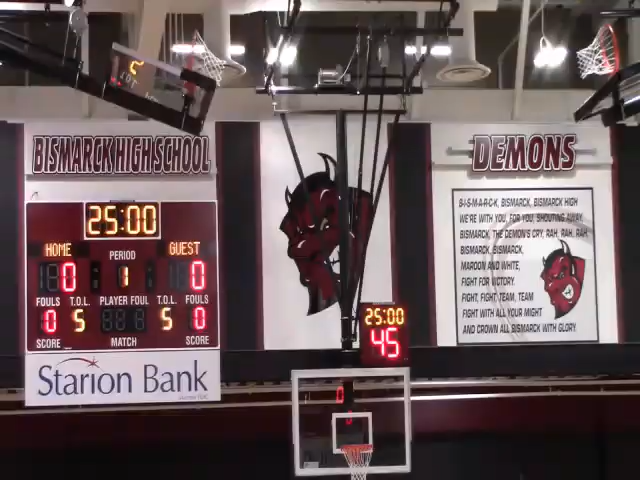 BISMARCK HIGH SCHOOL
DEMONS
25:00
HOME PERIOD GUEST
0 1 0
FOULS T.O.L. PLAYER FOUL T.O.L. FOULS
0 5 5 0
SCORE MATCH SCORE
Starion Bank
25:00
45
B-I-S-M-A-R-C-K, BISMARCK, BISMARCK HIGH
WE'RE WITH YOU, FOR YOU, SHOUTING AWAY.
BISMARCK, THE DEMON'S CRY, RAH, RAH, RAH,
BISMARCK, BISMARCK,
MAROON AND WHITE,
FIGHT FOR VICTORY.
FIGHT, FIGHT, TEAM, TEAM
FIGHT WITH ALL YOUR MIGHT
AND CROWN ALL BISMARCK WITH GLORY.